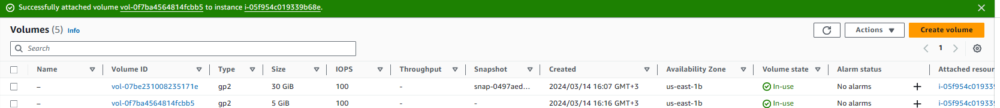 Successfully attached volume vol-0f7ba4564814fcbb5 to instance i-05f954c019339b68e.
Volumes (5) Info
Actions
Create volume
Search
1
Name Volume ID Type Size IOPS Throughput Snapshot Created Availability Zone Volume state Alarm status Attached resour
– vol-07be231008235171e gp2 30 GiB 100 - snap-0497aed... 2024/03/14 16:07 GMT+3 us-east-1b In-use No alarms + i-05f954c019339
– vol-0f7ba4564814fcbb5 gp2 5 GiB 100 - - 2024/03/14 16:16 GMT+3 us-east-1b In-use No alarms + i-05f954c019339